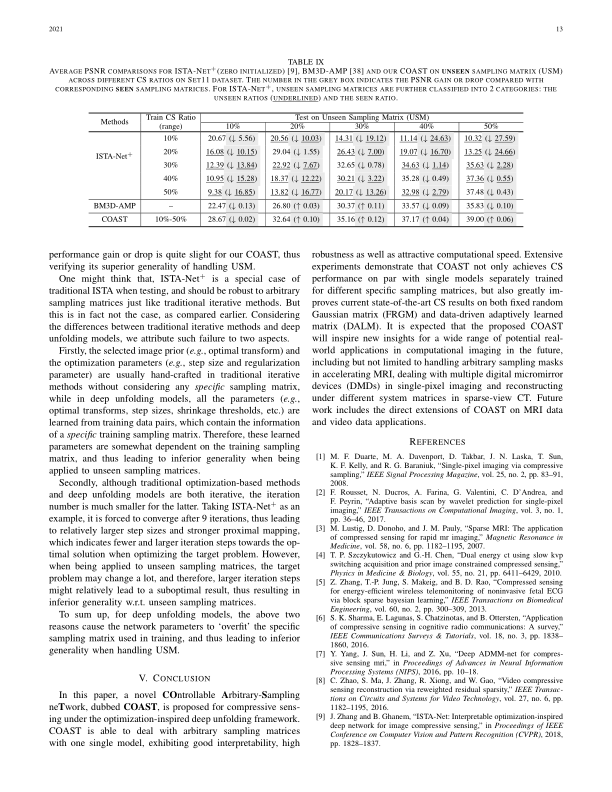 2021
13
TABLE IX
AVERAGE PSNR COMPARISONS FOR ISTA-NET+(ZERO INITIALIZED) [9], BM3D-AMP [38] AND OUR COAST ON UNSEEN SAMPLING MATRIX (USM)
ACROSS DIFFERENT CS RATIOS ON SET11 DATASET. THE NUMBER IN THE GREY BOX INDICATES THE PSNR GAIN OR DROP COMPARED WITH
CORRESPONDING SEEN SAMPLING MATRICES. FOR ISTA-NET+, UNSEEN SAMPLING MATRICES ARE FURTHER CLASSIFIED INTO 2 CATEGORIES: THE
UNSEEN RATIOS (UNDERLINED) AND THE SEEN RATIO.
Methods
Train CS Ratio
(range)
Test on Unseen Sampling Matrix (USM)
10% 20% 30% 40% 50%
ISTA-Net+
10% 20.67 (↓ 5.56) 20.56 (↓ 10.03) 14.31 (↓ 19.12) 11.14 (↓ 24.63) 10.32 (↓ 27.59)
20% 16.08 (↓ 10.15) 29.04 (↓ 1.55) 26.43 (↓ 7.00) 19.07 (↓ 16.70) 13.25 (↓ 24.66)
30% 12.39 (↓ 13.84) 22.92 (↓ 7.67) 32.65 (↓ 0.78) 34.63 (↓ 1.14) 35.63 (↓ 2.28)
40% 10.95 (↓ 15.28) 18.37 (↓ 12.22) 30.21 (↓ 3.22) 35.28 (↓ 0.49) 37.36 (↓ 0.55)
50% 9.38 (↓ 16.85) 13.82 (↓ 16.77) 20.17 (↓ 13.26) 32.98 (↓ 2.79) 37.48 (↓ 0.43)
BM3D-AMP – 22.47 (↓ 0.13) 26.80 (↑ 0.03) 30.37 (↑ 0.11) 33.57 (↓ 0.09) 35.83 (↓ 0.10)
COAST 10%-50% 28.67 (↓ 0.02) 32.64 (↑ 0.10) 35.16 (↑ 0.12) 37.17 (↑ 0.04) 39.00 (↑ 0.06)
performance gain or drop is quite slight for our COAST, thus
verifying its superior generality of handling USM.
One might think that, ISTA-Net+ is a special case of
traditional ISTA when testing, and should be robust to arbitrary
sampling matrices just like traditional iterative methods. But
this is in fact not the case, as compared earlier. Considering
the differences between traditional iterative methods and deep
unfolding models, we attribute such failure to two aspects.
Firstly, the selected image prior (e.g., optimal transform) and
the optimization parameters (e.g., step size and regularization
parameter) are usually hand-crafted in traditional iterative
methods without considering any specific sampling matrix,
while in deep unfolding models, all the parameters (e.g.,
optimal transforms, step sizes, shrinkage thresholds, etc.) are
learned from training data pairs, which contain the information
of a specific training sampling matrix. Therefore, these learned
parameters are somewhat dependent on the training sampling
matrix, and thus leading to inferior generality when being
applied to unseen sampling matrices.
Secondly, although traditional optimization-based methods
and deep unfolding models are both iterative, the iteration
number is much smaller for the latter. Taking ISTA-Net+ as an
example, it is forced to converge after 9 iterations, thus leading
to relatively larger step sizes and stronger proximal mapping,
which indicates fewer and larger iteration steps towards the op-
timal solution when optimizing the target problem. However,
when being applied to unseen sampling matrices, the target
problem may change a lot, and therefore, larger iteration steps
might relatively lead to a suboptimal result, thus resulting in
inferior generality w.r.t. unseen sampling matrices.
To sum up, for deep unfolding models, the above two
reasons cause the network parameters to 'overfit' the specific
sampling matrix used in training, and thus leading to inferior
generality when handling USM.
V. CONCLUSION
In this paper, a novel COntrollable Arbitrary-Sampling
neTwork, dubbed COAST, is proposed for compressive sens-
ing under the optimization-inspired deep unfolding framework.
COAST is able to deal with arbitrary sampling matrices
with one single model, exhibiting good interpretability, high
robustness as well as attractive computational speed. Extensive
experiments demonstrate that COAST not only achieves CS
performance on par with single models separately trained
for different specific sampling matrices, but also greatly im-
proves current state-of-the-art CS results on both fixed random
Gaussian matrix (FRGM) and data-driven adaptively learned
matrix (DALM). It is expected that the proposed COAST
will inspire new insights for a wide range of potential real-
world applications in computational imaging in the future,
including but not limited to handling arbitrary sampling masks
in accelerating MRI, dealing with multiple digital micromirror
devices (DMDs) in single-pixel imaging and reconstructing
under different system matrices in sparse-view CT. Future
work includes the direct extensions of COAST on MRI data
and video data applications.
REFERENCES
[1] M. F. Duarte, M. A. Davenport, D. Takbar, J. N. Laska, T. Sun,
K. F. Kelly, and R. G. Baraniuk, "Single-pixel imaging via compressive
sampling," IEEE Signal Processing Magazine, vol. 25, no. 2, pp. 83–91,
2008.
[2] F. Rousset, N. Ducros, A. Farina, G. Valentini, C. D'Andrea, and
F. Peyrin, "Adaptive basis scan by wavelet prediction for single-pixel
imaging," IEEE Transactions on Computational Imaging, vol. 3, no. 1,
pp. 36–46, 2017.
[3] M. Lustig, D. Donoho, and J. M. Pauly, "Sparse MRI: The application
of compressed sensing for rapid mr imaging," Magnetic Resonance in
Medicine, vol. 58, no. 6, pp. 1182–1195, 2007.
[4] T. P. Szczykutowicz and G.-H. Chen, "Dual energy ct using slow kvp
switching acquisition and prior image constrained compressed sensing,"
Physics in Medicine & Biology, vol. 55, no. 21, pp. 6411–6429, 2010.
[5] Z. Zhang, T.-P. Jung, S. Makeig, and B. D. Rao, "Compressed sensing
for energy-efficient wireless telemonitoring of noninvasive fetal ECG
via block sparse bayesian learning," IEEE Transactions on Biomedical
Engineering, vol. 60, no. 2, pp. 300–309, 2013.
[6] S. K. Sharma, E. Lagunas, S. Chatzinotas, and B. Ottersten, "Application
of compressive sensing in cognitive radio communications: A survey,"
IEEE Communications Surveys & Tutorials, vol. 18, no. 3, pp. 1838–
1860, 2016.
[7] Y. Yang, J. Sun, H. Li, and Z. Xu, "Deep ADMM-net for compres-
sive sensing mri," in Proceedings of Advances in Neural Information
Processing Systems (NIPS), 2016, pp. 10–18.
[8] C. Zhao, S. Ma, J. Zhang, R. Xiong, and W. Gao, "Video compressive
sensing reconstruction via reweighted residual sparsity," IEEE Transac-
tions on Circuits and Systems for Video Technology, vol. 27, no. 6, pp.
1182–1195, 2016.
[9] J. Zhang and B. Ghanem, "ISTA-Net: Interpretable optimization-inspired
deep network for image compressive sensing," in Proceedings of IEEE
Conference on Computer Vision and Pattern Recognition (CVPR), 2018,
pp. 1828–1837.